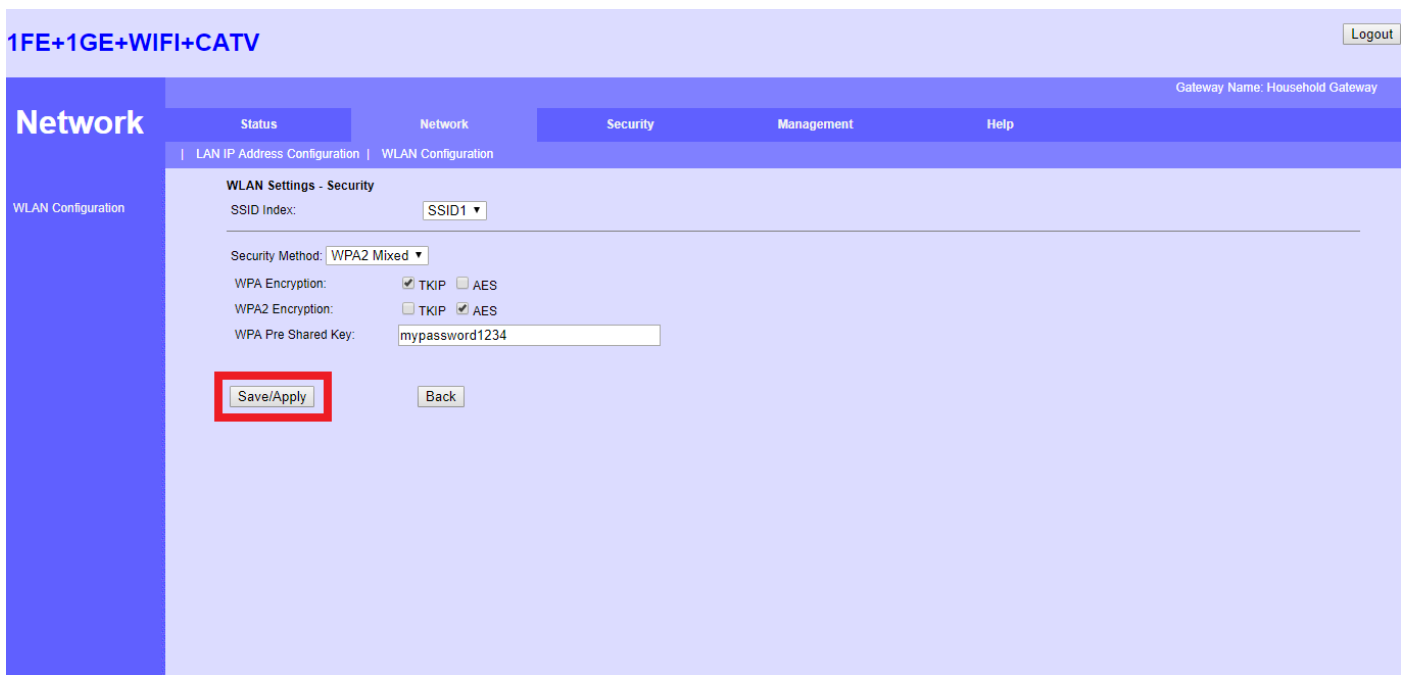 1FE+1GE+WIFI+CATV
Logout
Gateway Name: Household Gateway
Network
Status Network Security Management Help
| LAN IP Address Configuration | WLAN Configuration
WLAN Configuration
WLAN Settings - Security
SSID Index: SSID1
Security Method: WPA2 Mixed
WPA Encryption: TKIP AES
WPA2 Encryption: TKIP AES
WPA Pre Shared Key: mypassword1234
Save/Apply Back